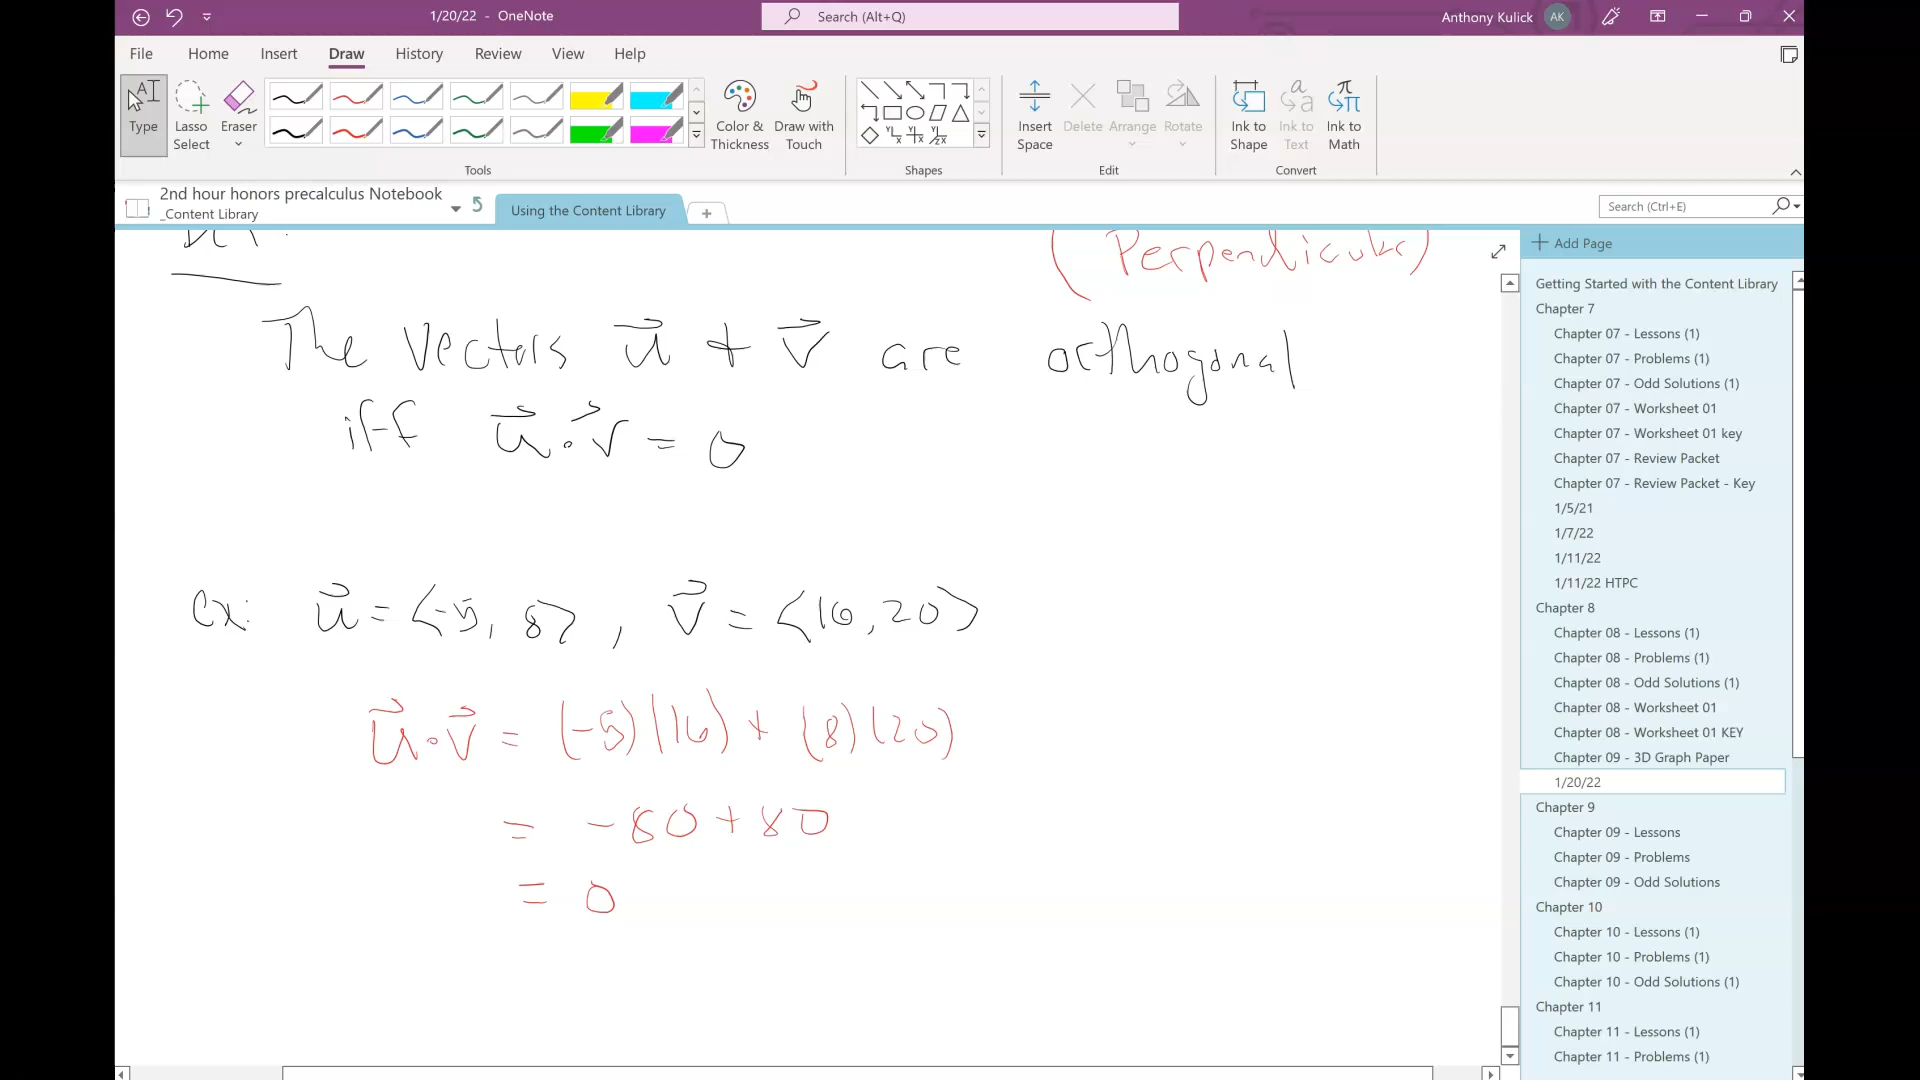 1/20/22 - OneNote
Search (Alt+Q)
Anthony Kulick AK
File Home Insert Draw History Review View Help
Type
Lasso Select
Eraser
Color & Thickness
Draw with Touch
Insert Space
Delete
Arrange
Rotate
Ink to Shape
Ink to Text
Ink to Math
Tools
Shapes
Edit
Convert
2nd hour honors precalculus Notebook
_Content Library
Using the Content Library
Search (Ctrl+E)
(Perpendicular)
The vectors u⃗ + v⃗ are orthogonal
iff u⃗ • v⃗ = 0
Ex: u⃗ = ⟨-5, 8⟩, v⃗ = ⟨16, 20⟩
u⃗ • v⃗ = (-5)(16) + (8)(20)
= -80 + 80
= 0
Add Page
Getting Started with the Content Library
Chapter 7
Chapter 07 - Lessons (1)
Chapter 07 - Problems (1)
Chapter 07 - Odd Solutions (1)
Chapter 07 - Worksheet 01
Chapter 07 - Worksheet 01 key
Chapter 07 - Review Packet
Chapter 07 - Review Packet - Key
1/5/21
1/7/22
1/11/22
1/11/22 HTPC
Chapter 8
Chapter 08 - Lessons (1)
Chapter 08 - Problems (1)
Chapter 08 - Odd Solutions (1)
Chapter 08 - Worksheet 01
Chapter 08 - Worksheet 01 KEY
Chapter 09 - 3D Graph Paper
1/20/22
Chapter 9
Chapter 09 - Lessons
Chapter 09 - Problems
Chapter 09 - Odd Solutions
Chapter 10
Chapter 10 - Lessons (1)
Chapter 10 - Problems (1)
Chapter 10 - Odd Solutions (1)
Chapter 11
Chapter 11 - Lessons (1)
Chapter 11 - Problems (1)